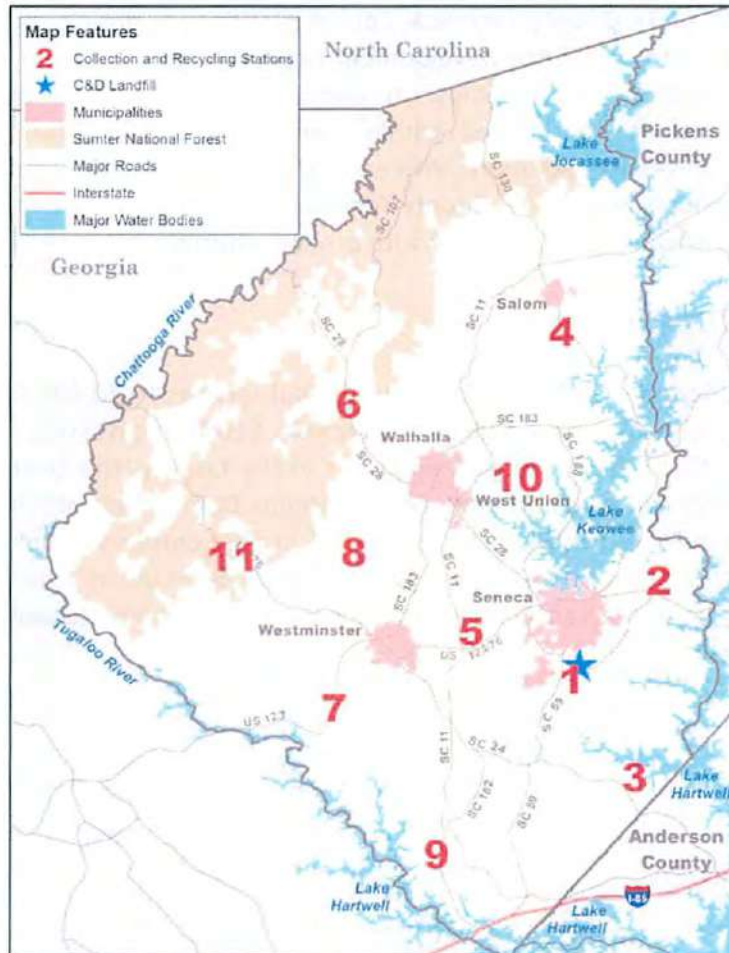 Map Features
2 Collection and Recycling Stations
C&D Landfill
Municipalities
Sumter National Forest
Major Roads
Interstate
Major Water Bodies
North Carolina
Lake
Jocassee
Pickens
County
SC 107
SC 130
Georgia
Chattooga River
SC 11
Salem
4
SC 28
6
SC 183
Walhalla
SC 28
10
SC 188
West Union
Lake
Keowee
11
8
SC 28
2
SC 183
SC 11
Seneca
Westminster
5
US
Tugaloo River
1
7
US 123
SC 59
SC 11
SC 24
3
Lake
Hartwell
SC 182
SC 59
Anderson
County
9
Lake
Hartwell
I-85
Lake
Hartwell